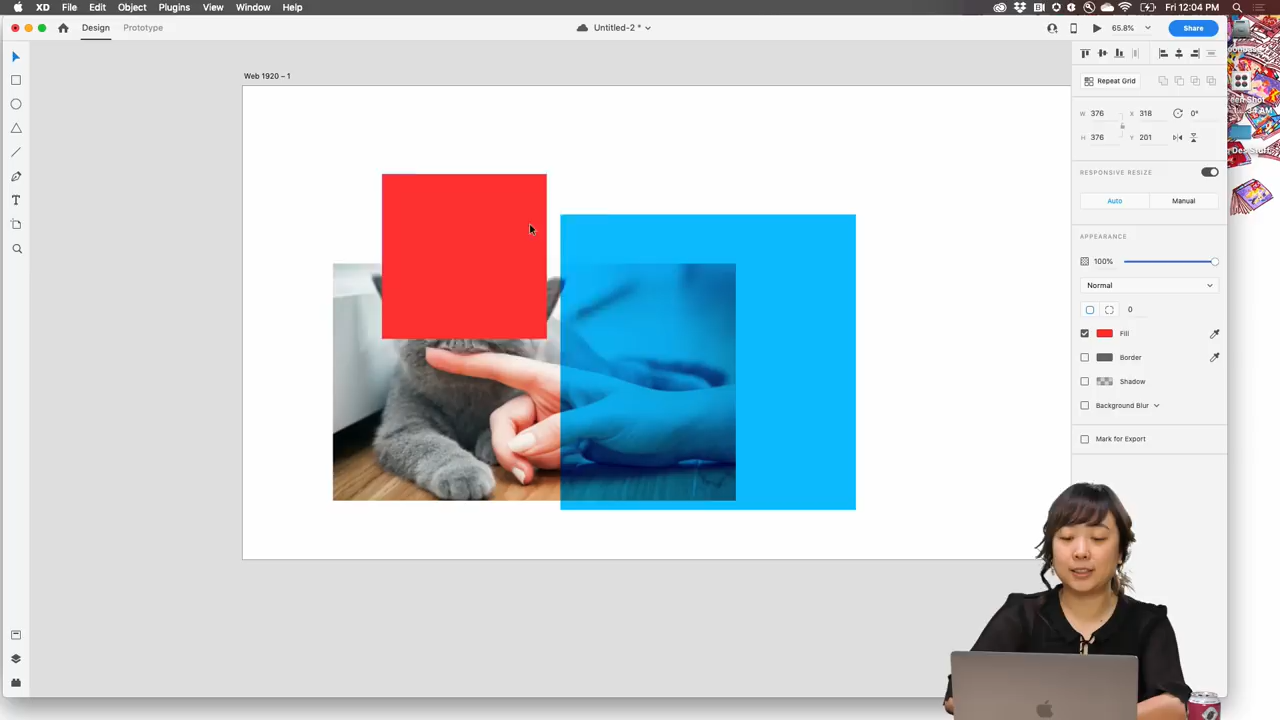 XD File Edit Object Plugins View Window Help
Fri 12:04 PM
Design Prototype
Untitled-2 *
65.8%
Share
Web 1920 – 1
Repeat Grid
W 376 X 318 0°
H 376 Y 201
RESPONSIVE RESIZE
Auto Manual
APPEARANCE
100%
Normal
0
Fill
Border
Shadow
Background Blur
Mark for Export